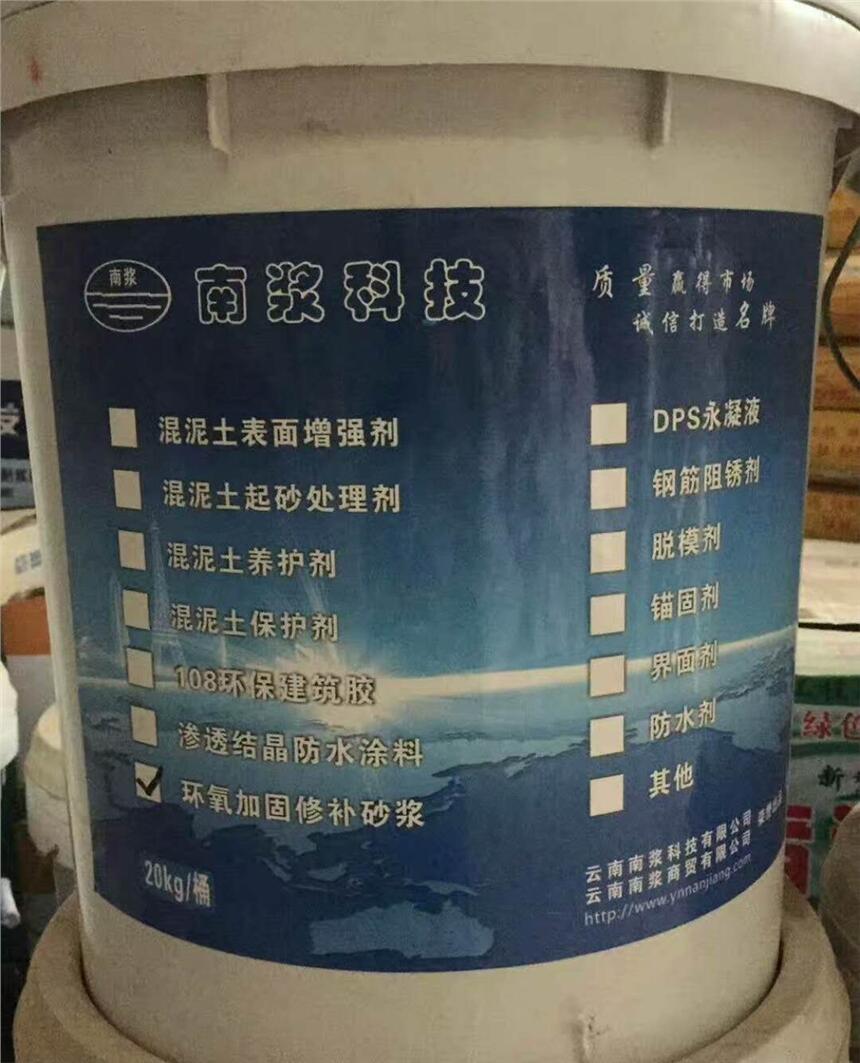 南浆
南浆科技
质量赢得市场
诚信打造名牌
混泥土表面增强剂
混泥土起砂处理剂
混泥土养护剂
混泥土保护剂
108环保建筑胶
渗透结晶防水涂料
环氧加固修补砂浆
20kg/桶
DPS永凝液
钢筋阻锈剂
脱模剂
锚固剂
界面剂
防水剂
其他
云南南浆科技有限公司
云南南浆商贸有限公司
http://www.ynnanjiang.com
绿色
新